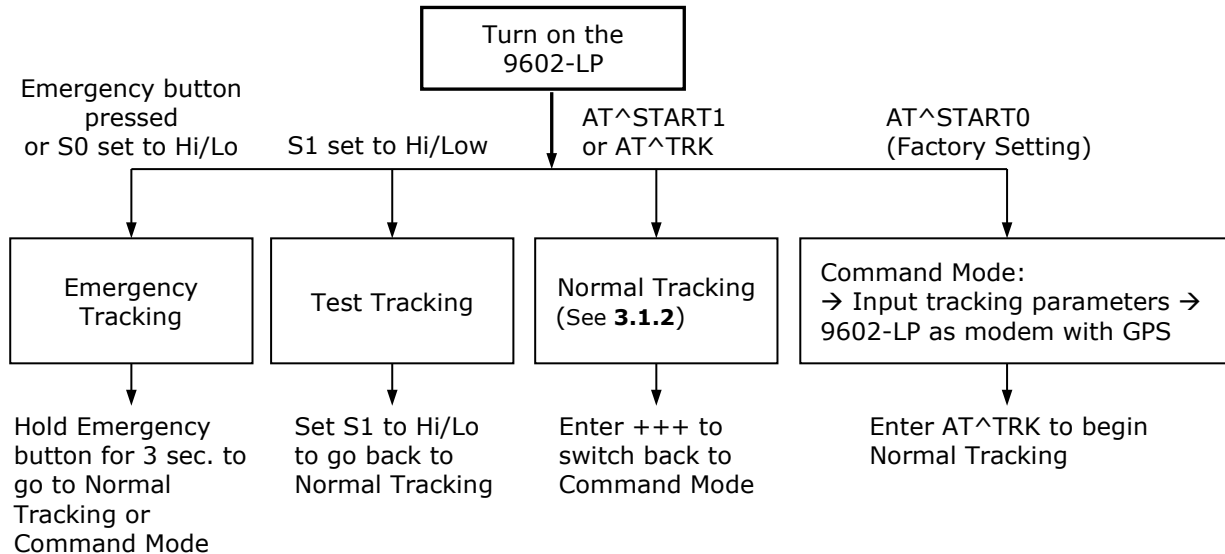 Turn on the
9602-LP
Emergency button
pressed
or S0 set to Hi/Lo
S1 set to Hi/Low
AT^START1
or AT^TRK
AT^START0
(Factory Setting)
Emergency
Tracking
Test Tracking
Normal Tracking
(See 3.1.2)
Command Mode:
→ Input tracking parameters →
9602-LP as modem with GPS
Hold Emergency
button for 3 sec. to
go to Normal
Tracking or
Command Mode
Set S1 to Hi/Lo
to go back to
Normal Tracking
Enter +++ to
switch back to
Command Mode
Enter AT^TRK to begin
Normal Tracking